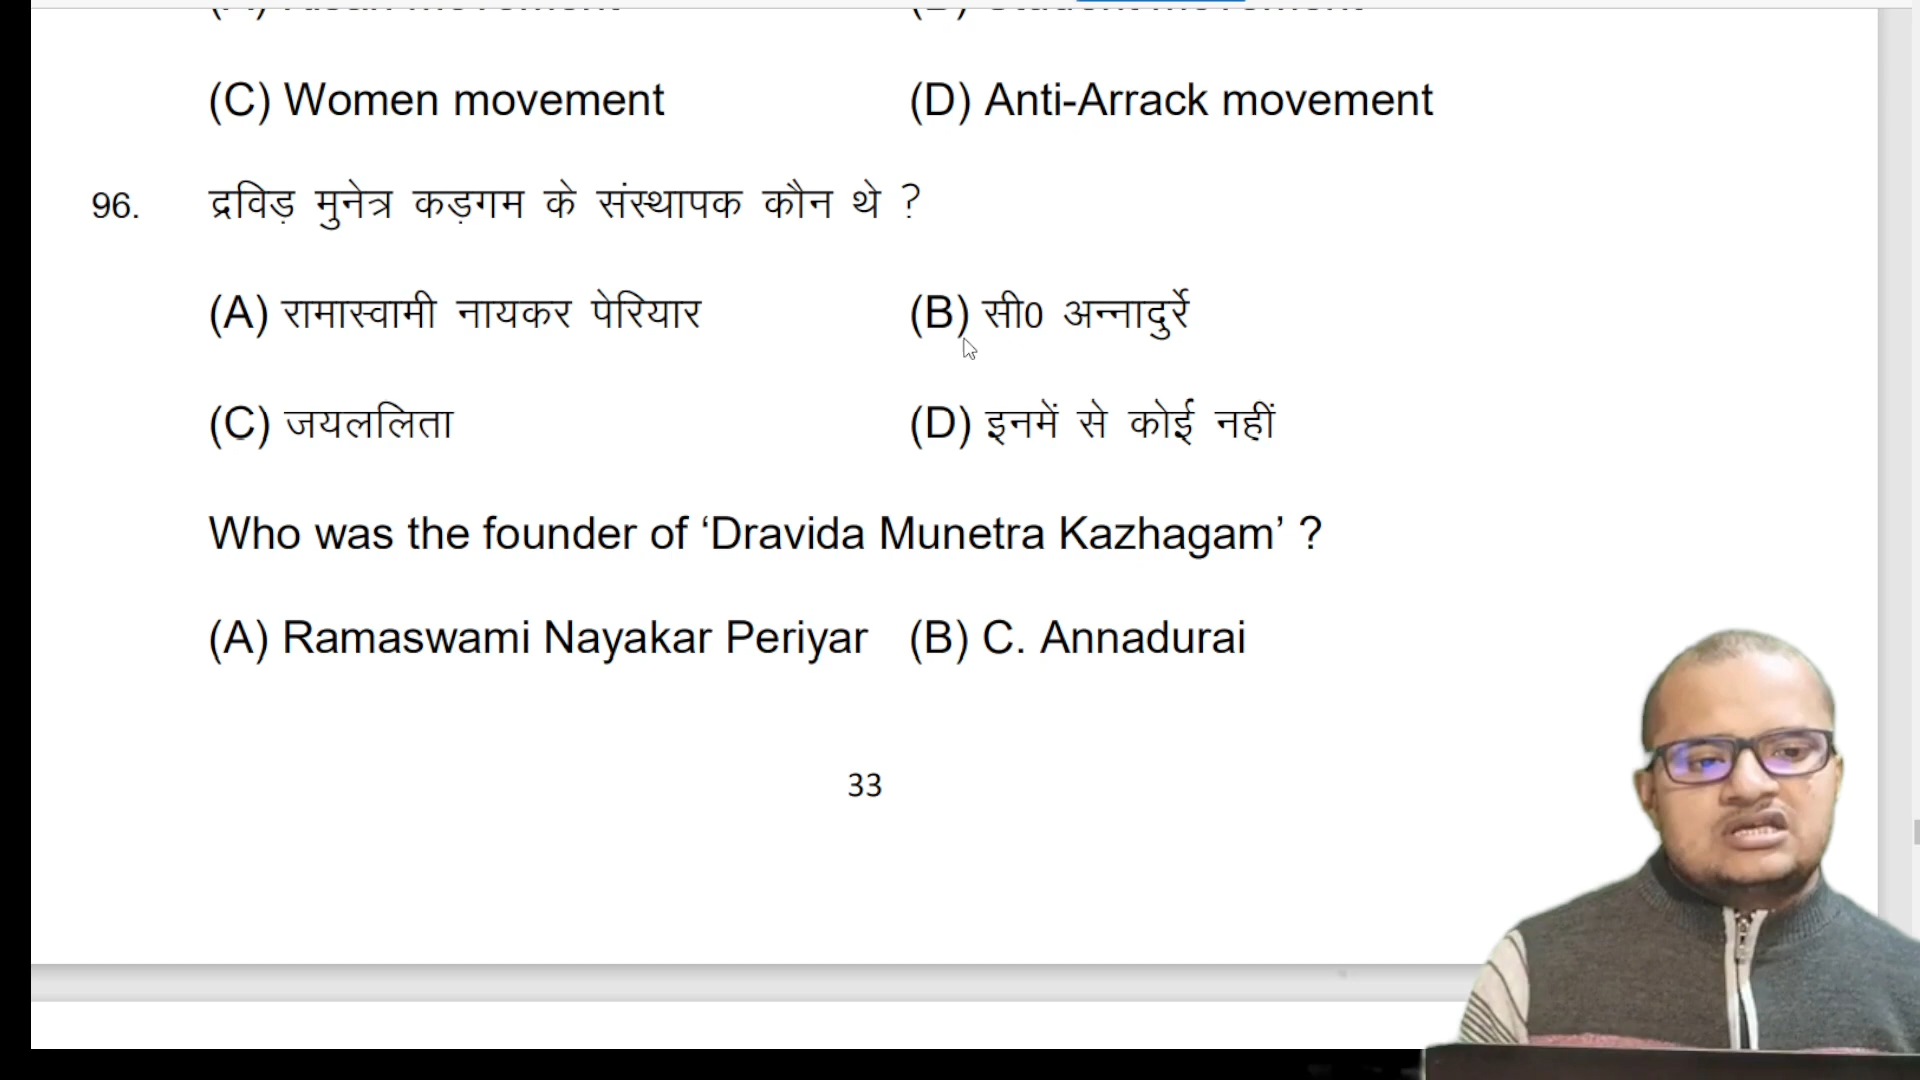 (C) Women movement (D) Anti-Arrack movement
96. द्रविड़ मुनेत्र कड़गम के संस्थापक कौन थे ?
(A) रामास्वामी नायकर पेरियार (B) सी0 अन्नादुर्रे
(C) जयललिता (D) इनमें से कोई नहीं
Who was the founder of ‘Dravida Munetra Kazhagam’ ?
(A) Ramaswami Nayakar Periyar (B) C. Annadurai
33